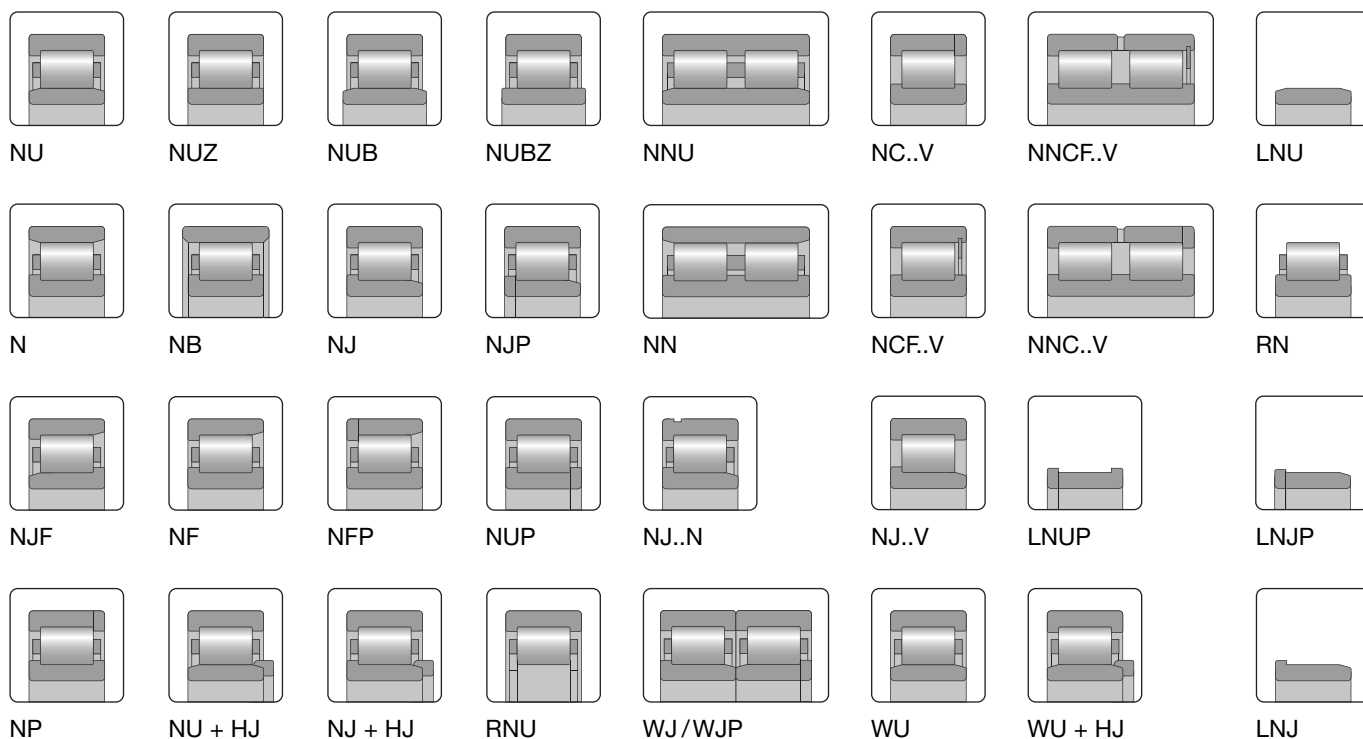 NU NUZ NUB NUBZ NNU NC..V NNCF..V LNU
N NB NJ NJP NN NCF..V NNC..V RN
NJF NF NFP NUP NJ..N NJ..V LNUP LNJP
NP NU + HJ NJ + HJ RNU WJ/WJP WU WU + HJ LNJ